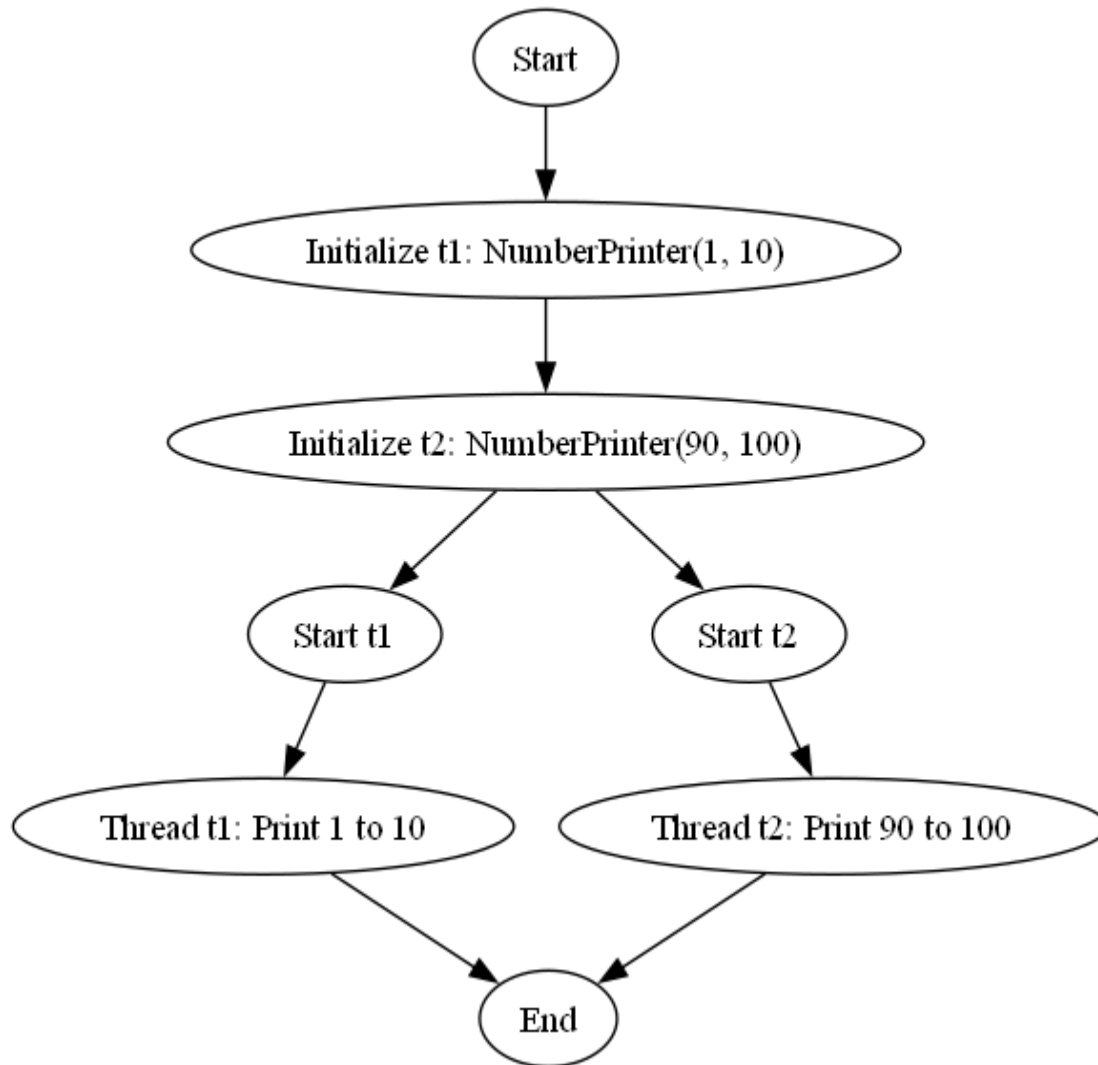 Start
Initialize t1: NumberPrinter(1, 10)
Initialize t2: NumberPrinter(90, 100)
Start t1
Start t2
Thread t1: Print 1 to 10
Thread t2: Print 90 to 100
End